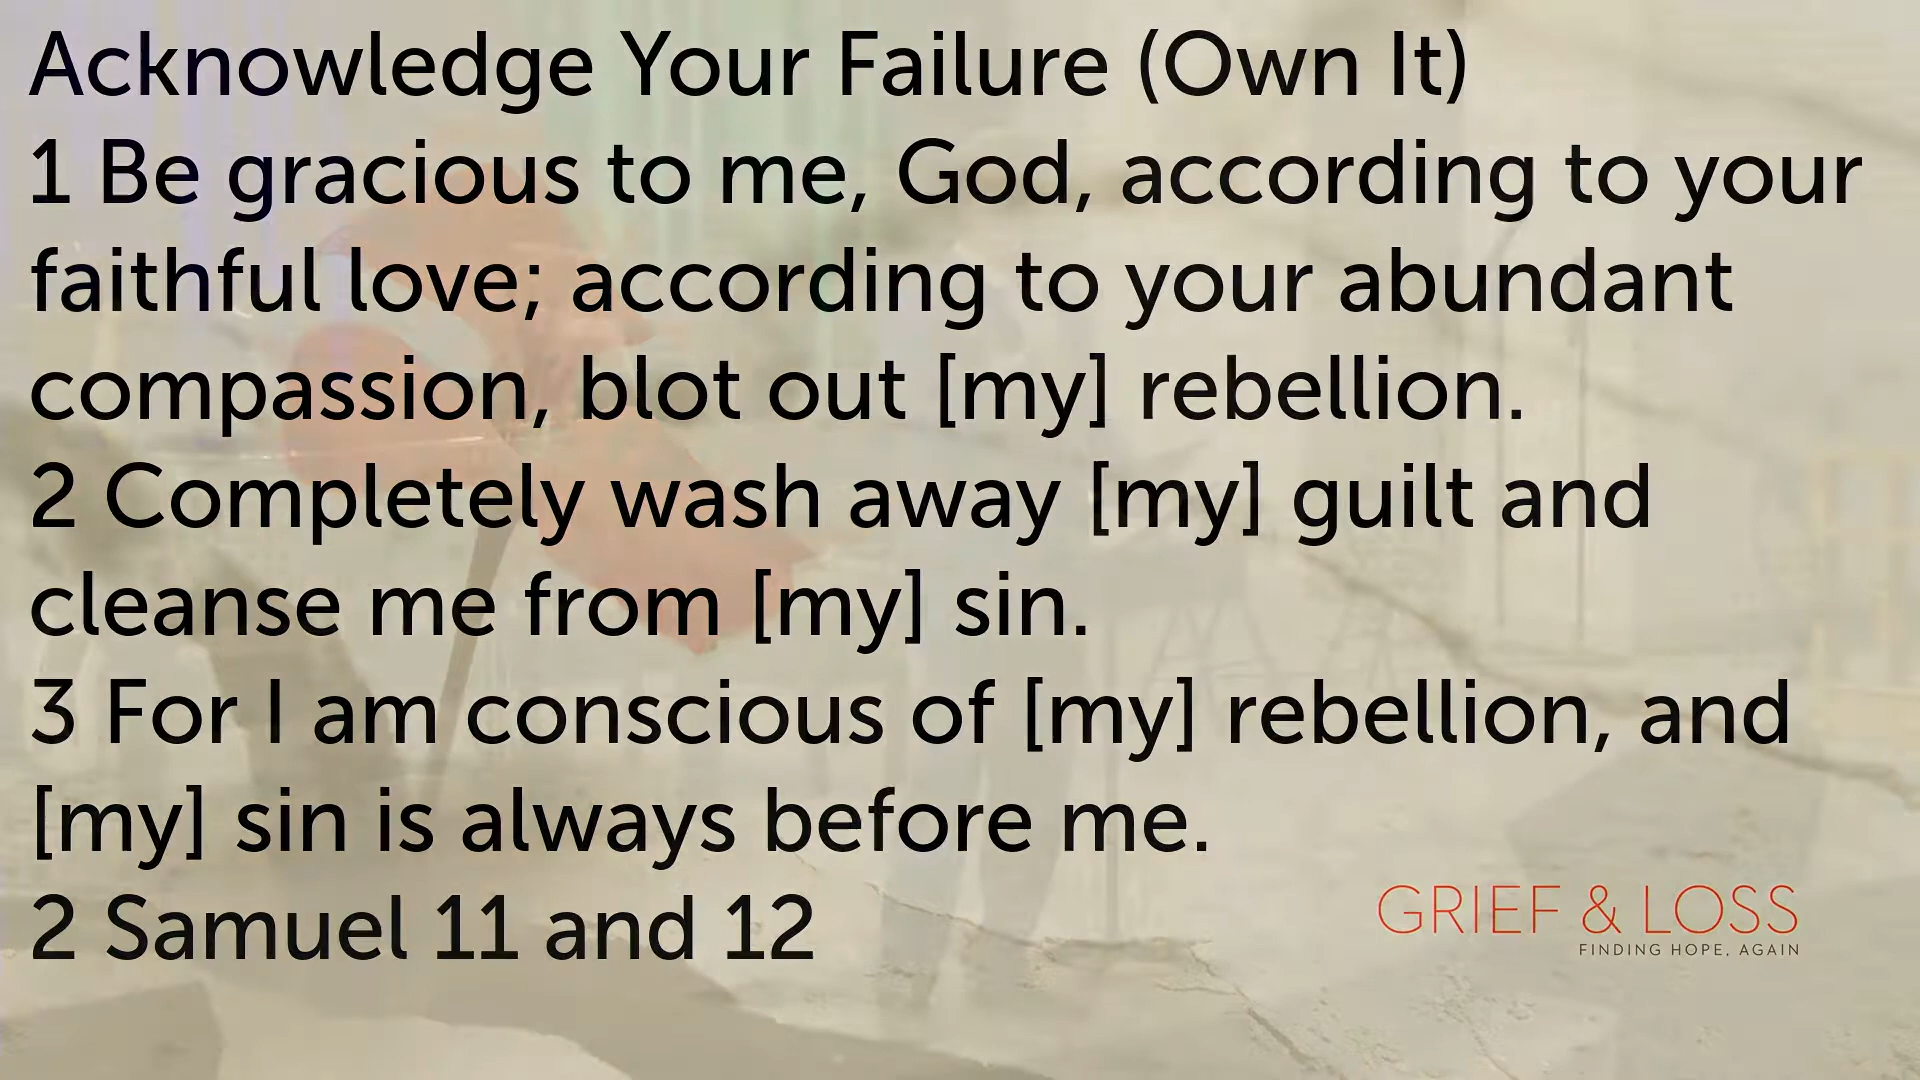 Acknowledge Your Failure (Own It)
1 Be gracious to me, God, according to your
faithful love; according to your abundant
compassion, blot out [my] rebellion.
2 Completely wash away [my] guilt and
cleanse me from [my] sin.
3 For I am conscious of [my] rebellion, and
[my] sin is always before me.
2 Samuel 11 and 12
GRIEF & LOSS
FINDING HOPE, AGAIN